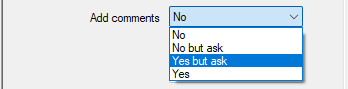 Add comments No
No
No but ask
Yes but ask
Yes